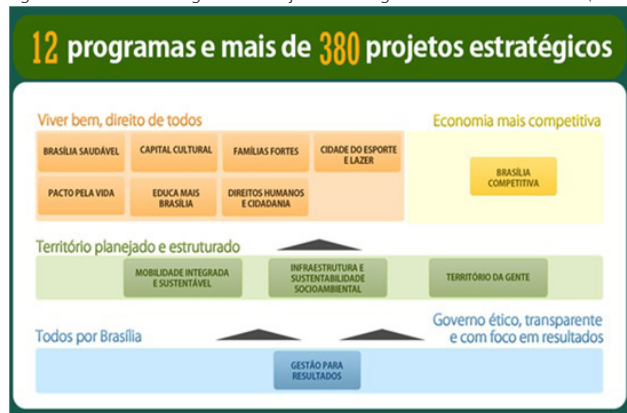 12 programas e mais de 380 projetos estratégicos
Viver bem, direito de todos
Economia mais competitiva
BRASÍLIA SAUDÁVEL
CAPITAL CULTURAL
FAMÍLIAS FORTES
CIDADE DO ESPORTE
E LAZER
PACTO PELA VIDA
EDUCA MAIS
BRASÍLIA
DIREITOS HUMANOS
E CIDADANIA
BRASÍLIA
COMPETITIVA
Território planejado e estruturado
MOBILIDADE INTEGRADA
E SUSTENTÁVEL
INFRAESTRUTURA E
SUSTENTABILIDADE
SOCIOAMBIENTAL
TERRITÓRIO DA GENTE
Todos por Brasília
Governo ético, transparente
e com foco em resultados
GESTÃO PARA
RESULTADOS